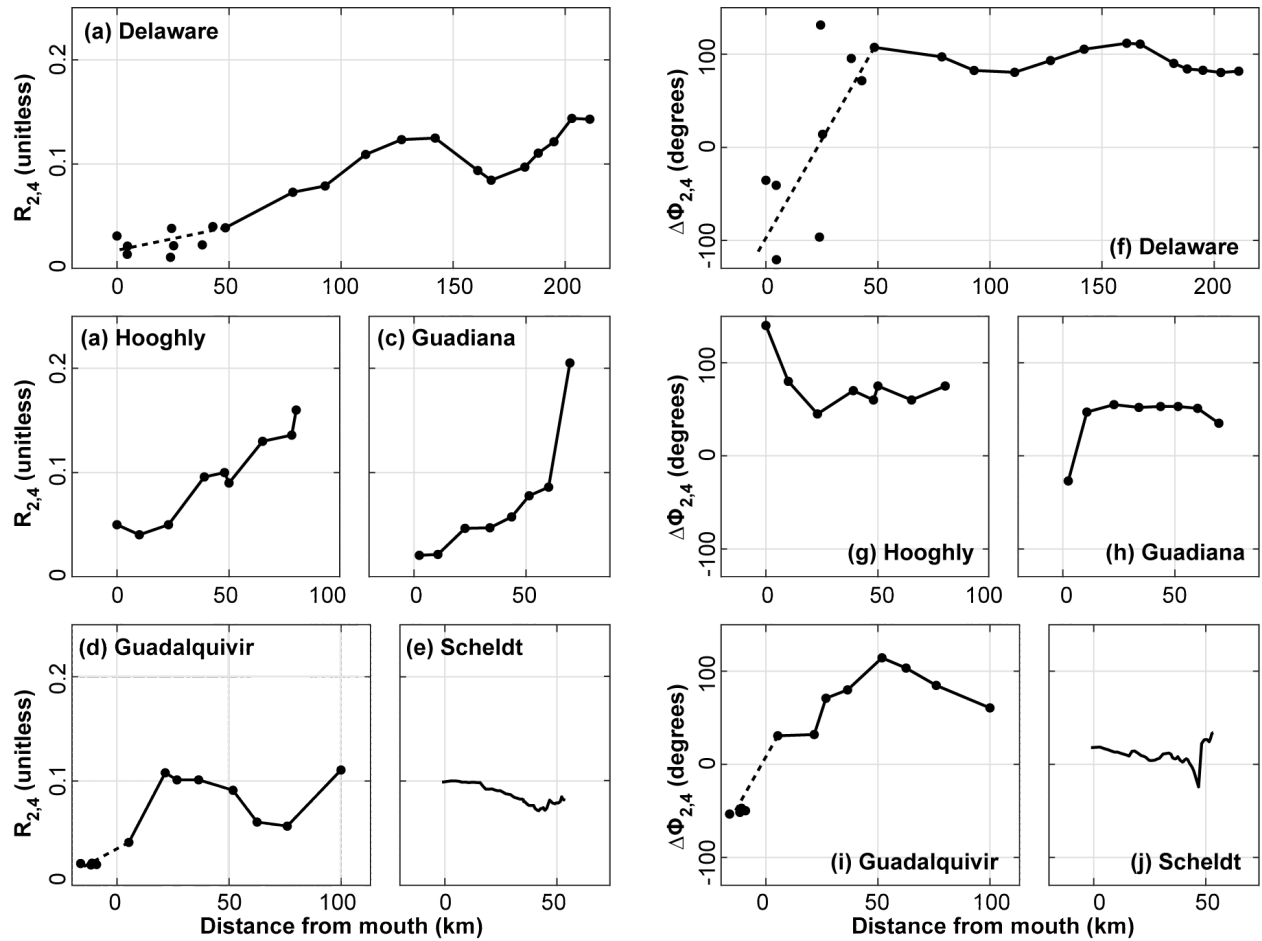 (a) Delaware
R2,4 (unitless)
0.2
0.1
0
0 50 100 150 200
(f) Delaware
ΔΦ2,4 (degrees)
100
0
-100
0 50 100 150 200
(a) Hooghly
(c) Guadiana
R2,4 (unitless)
0.2
0.1
0
0 50 100
0 50
ΔΦ2,4 (degrees)
100
0
-100
(g) Hooghly
(h) Guadiana
0 50 100
0 50
(d) Guadalquivir
(e) Scheldt
R2,4 (unitless)
0.2
0.1
0
0 50 100
0 50
Distance from mouth (km)
ΔΦ2,4 (degrees)
100
0
-100
(i) Guadalquivir
(j) Scheldt
0 50 100
0 50
Distance from mouth (km)